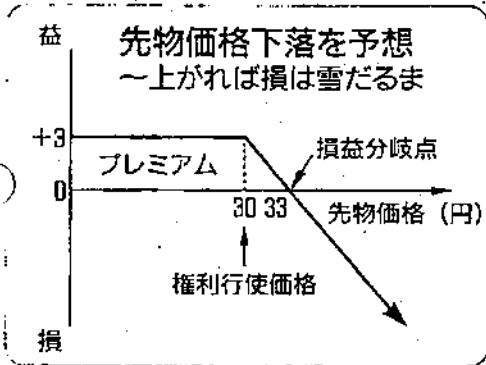 益
先物価格下落を予想
〜上がれば損は雪だるま
+3
プレミアム
損益分岐点
0
30 33
先物価格（円）
権利行使価格
損